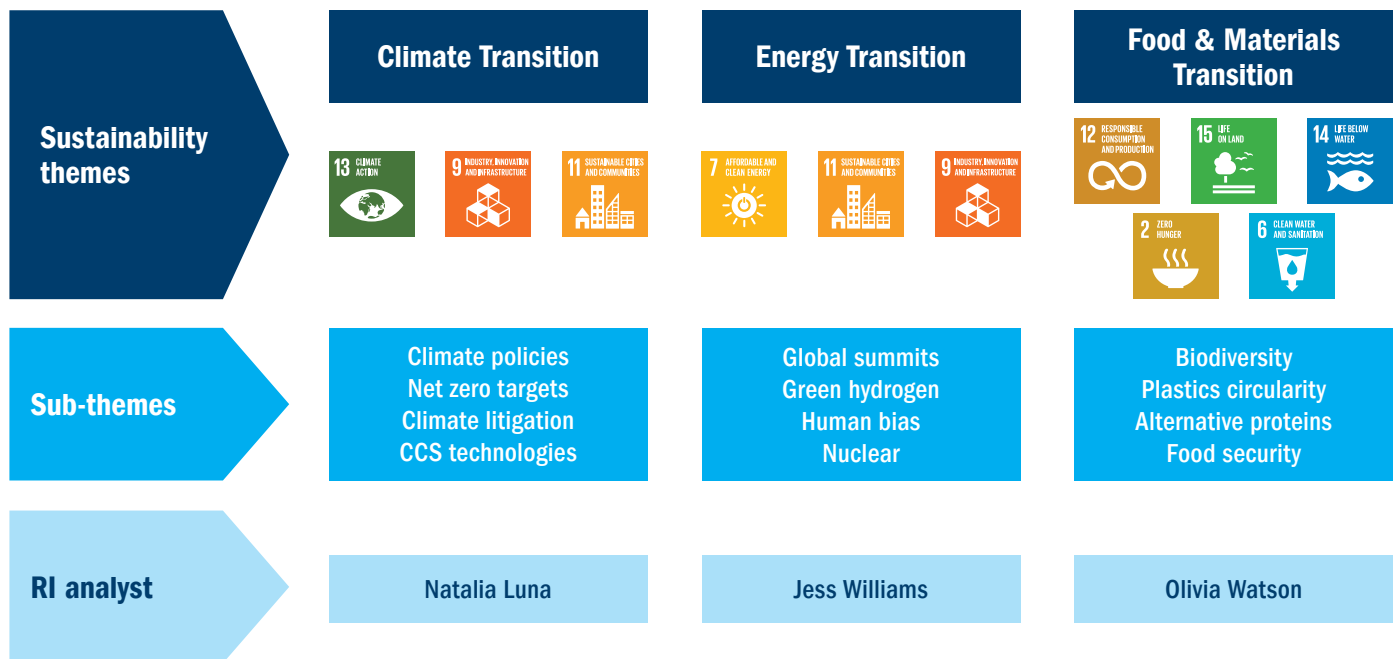 Sustainability
themes
Climate Transition
Energy Transition
Food & Materials
Transition
13 CLIMATE
ACTION
9 INDUSTRY, INNOVATION
AND INFRASTRUCTURE
11 SUSTAINABLE CITIES
AND COMMUNITIES
7 AFFORDABLE AND
CLEAN ENERGY
11 SUSTAINABLE CITIES
AND COMMUNITIES
9 INDUSTRY, INNOVATION
AND INFRASTRUCTURE
12 RESPONSIBLE
CONSUMPTION
AND PRODUCTION
15 LIFE
ON LAND
14 LIFE BELOW
WATER
2 ZERO
HUNGER
6 CLEAN WATER
AND SANITATION
Sub-themes
Climate policies
Net zero targets
Climate litigation
CCS technologies
Global summits
Green hydrogen
Human bias
Nuclear
Biodiversity
Plastics circularity
Alternative proteins
Food security
RI analyst
Natalia Luna
Jess Williams
Olivia Watson